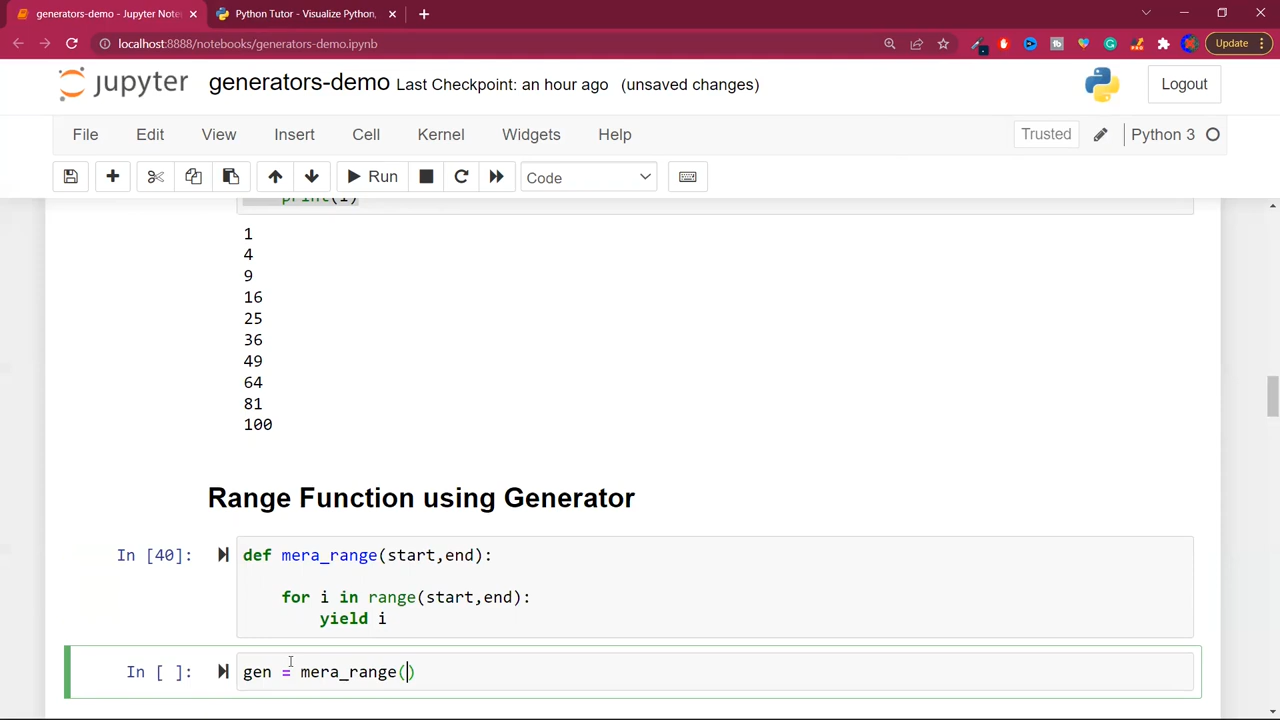 generators-demo - Jupyter Note
Python Tutor - Visualize Python,
localhost:8888/notebooks/generators-demo.ipynb
Update
jupyter generators-demo Last Checkpoint: an hour ago (unsaved changes)
Logout
File Edit View Insert Cell Kernel Widgets Help
Trusted
Python 3
Run
Code
print(i)
1
4
9
16
25
36
49
64
81
100
Range Function using Generator
In [40]: def mera_range(start,end):
for i in range(start,end):
yield i
In [ ]: gen = mera_range()